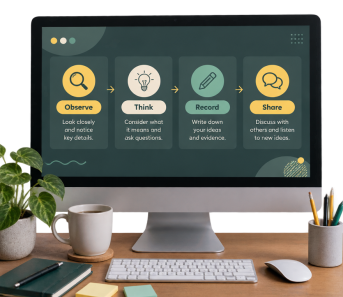 Observe
Look closely
and notice
key details.
Think
Consider what
it means and
ask questions.
Record
Write down
your ideas
and evidence.
Share
Discuss with
others and listen
to new ideas.